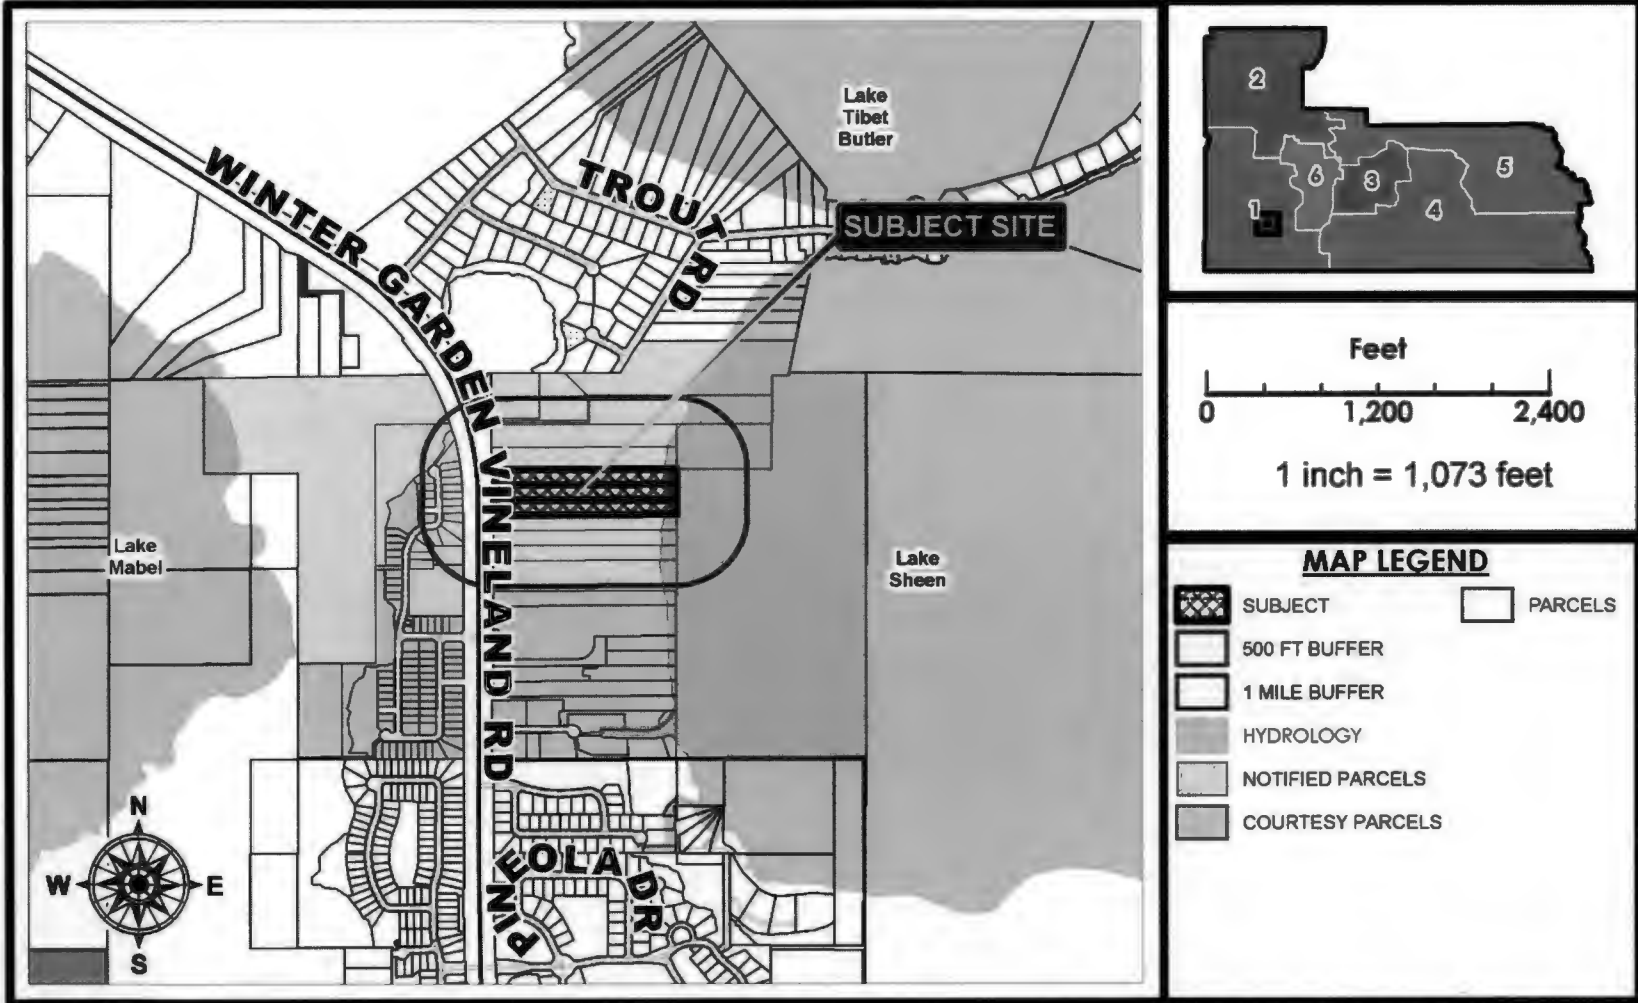 Lake
Tibet
Butler
WINTER GARDEN VINELAND RD
TROUT RD
SUBJECT SITE
Lake
Mabel
Lake
Sheen
PINE EOLA DR
N
W E
S
2
6
3
5
1
4
Feet
0 1,200 2,400
1 inch = 1,073 feet
MAP LEGEND
SUBJECT PARCELS
500 FT BUFFER
1 MILE BUFFER
HYDROLOGY
NOTIFIED PARCELS
COURTESY PARCELS